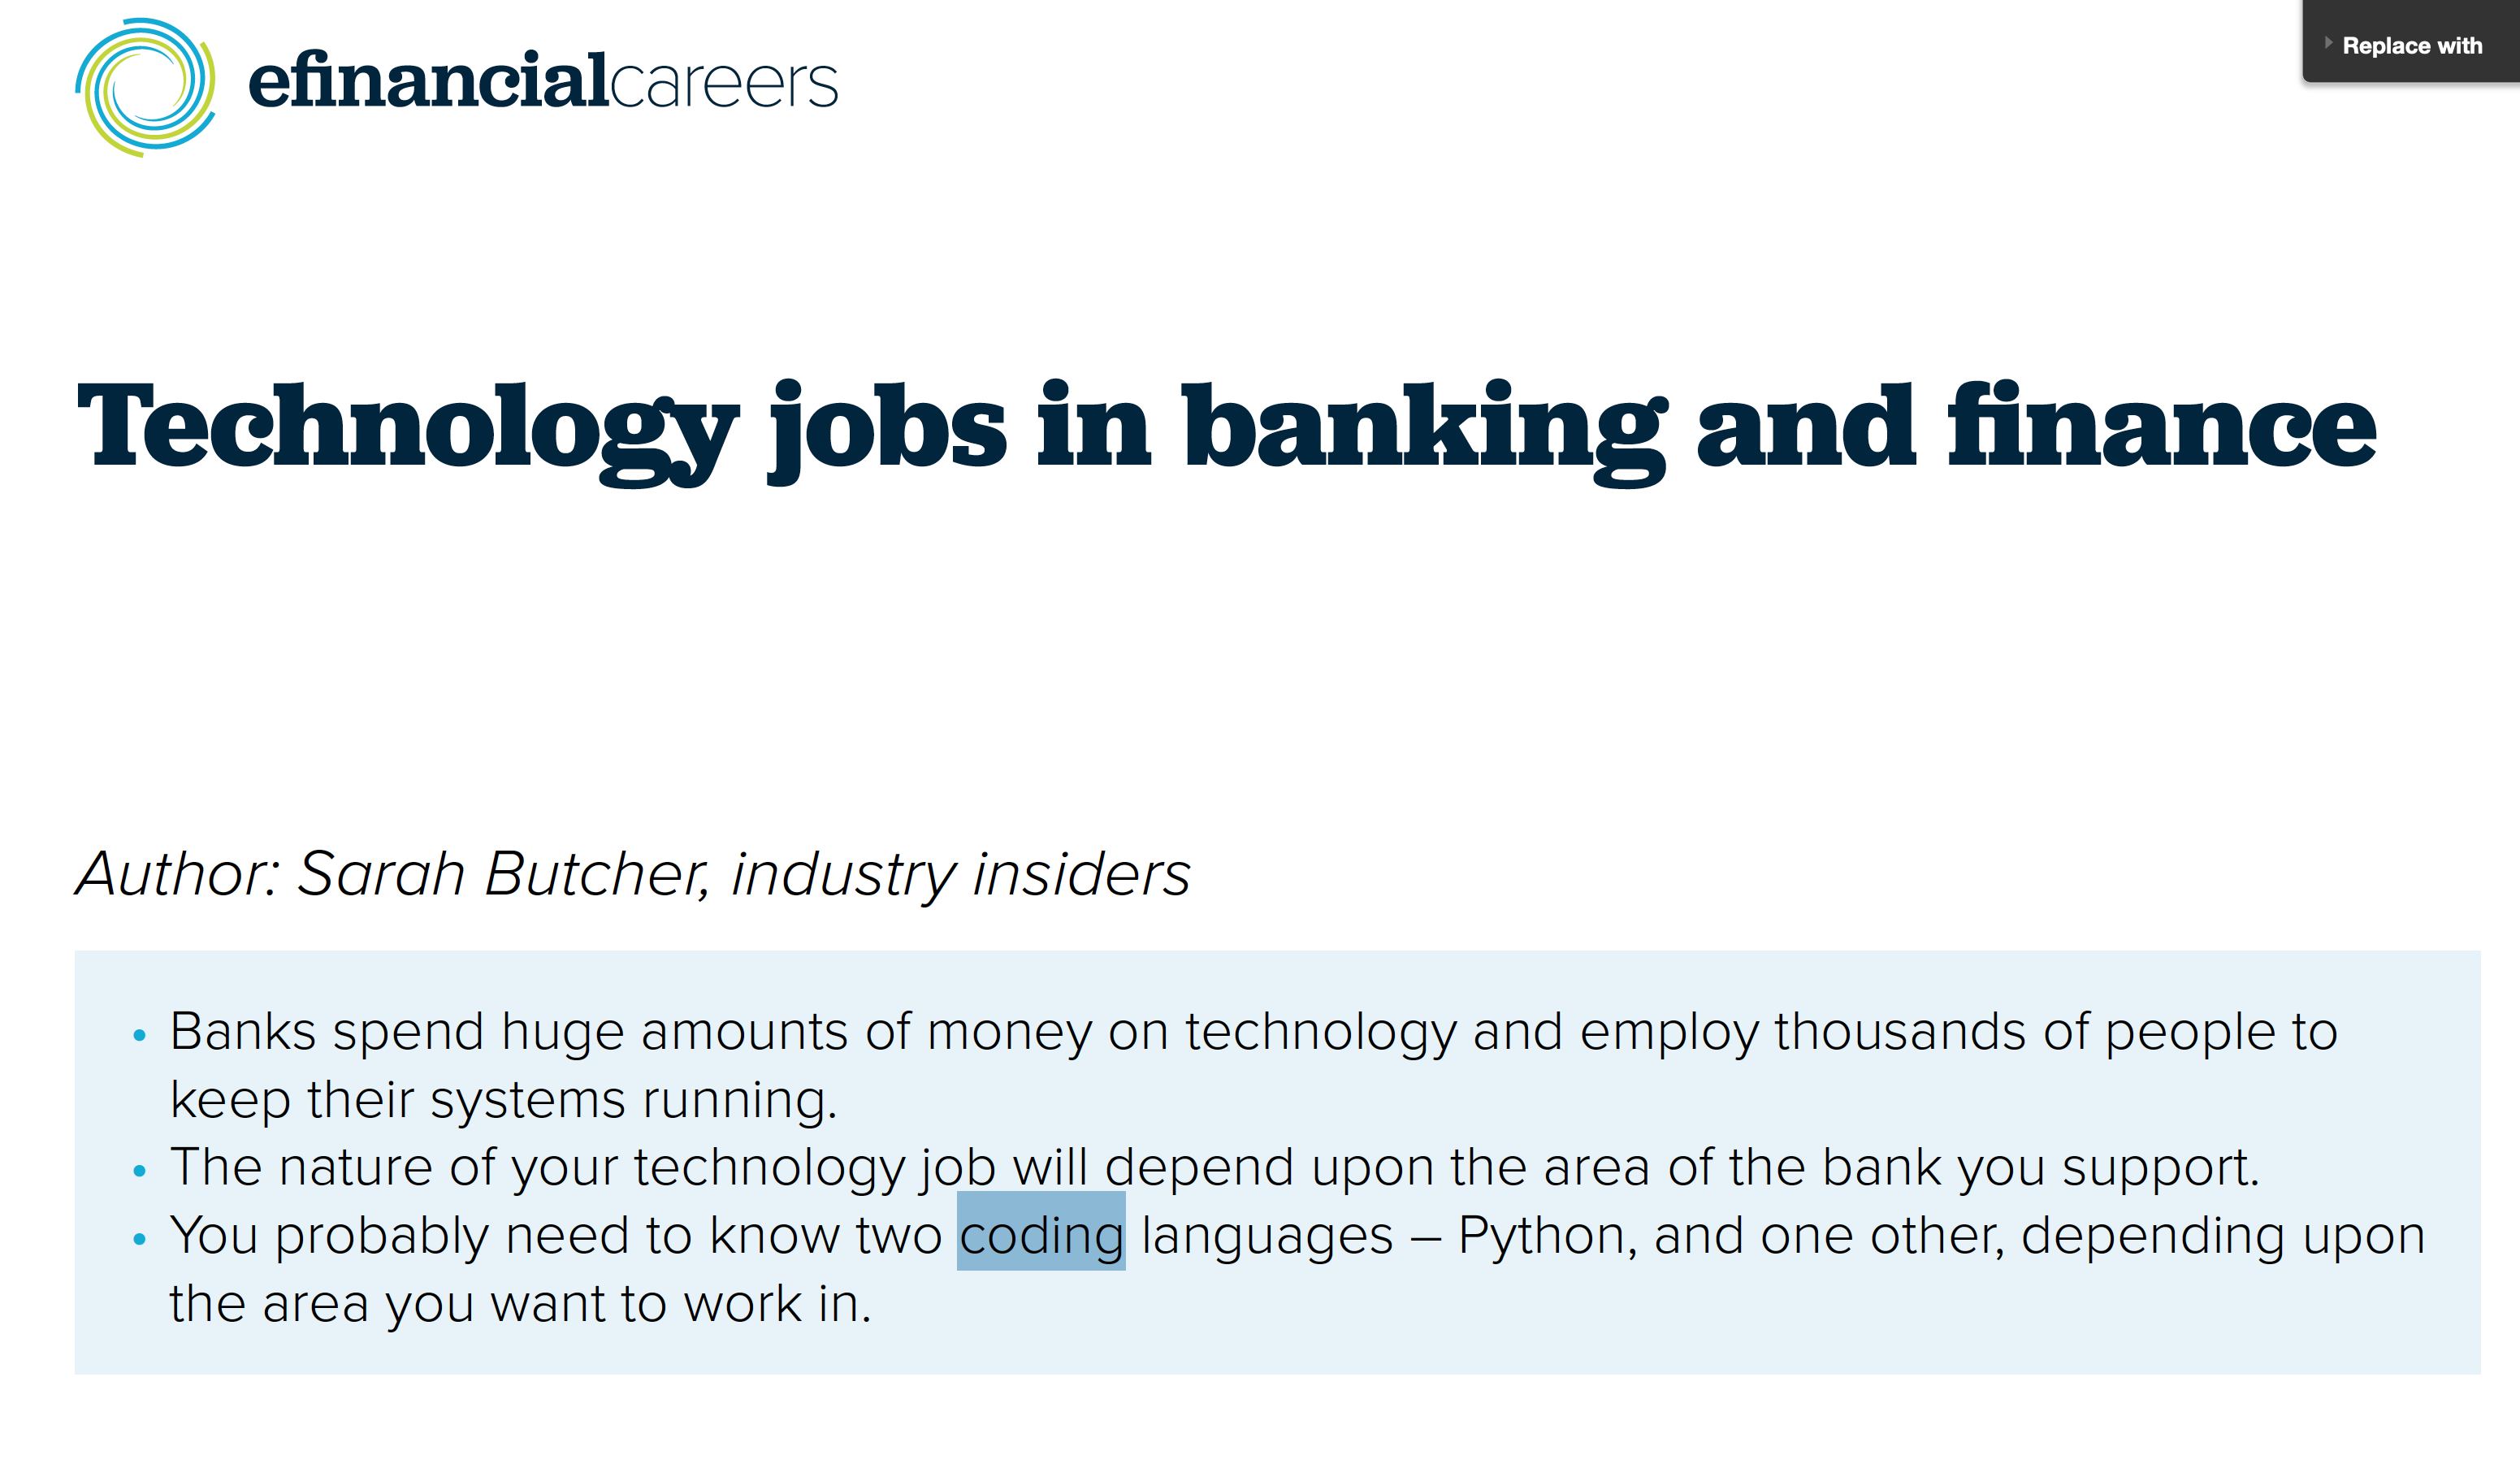 efinancialcareers
Replace with
Technology jobs in banking and finance
Author: Sarah Butcher, industry insiders
• Banks spend huge amounts of money on technology and employ thousands of people to
keep their systems running.
• The nature of your technology job will depend upon the area of the bank you support.
• You probably need to know two coding languages – Python, and one other, depending upon
the area you want to work in.